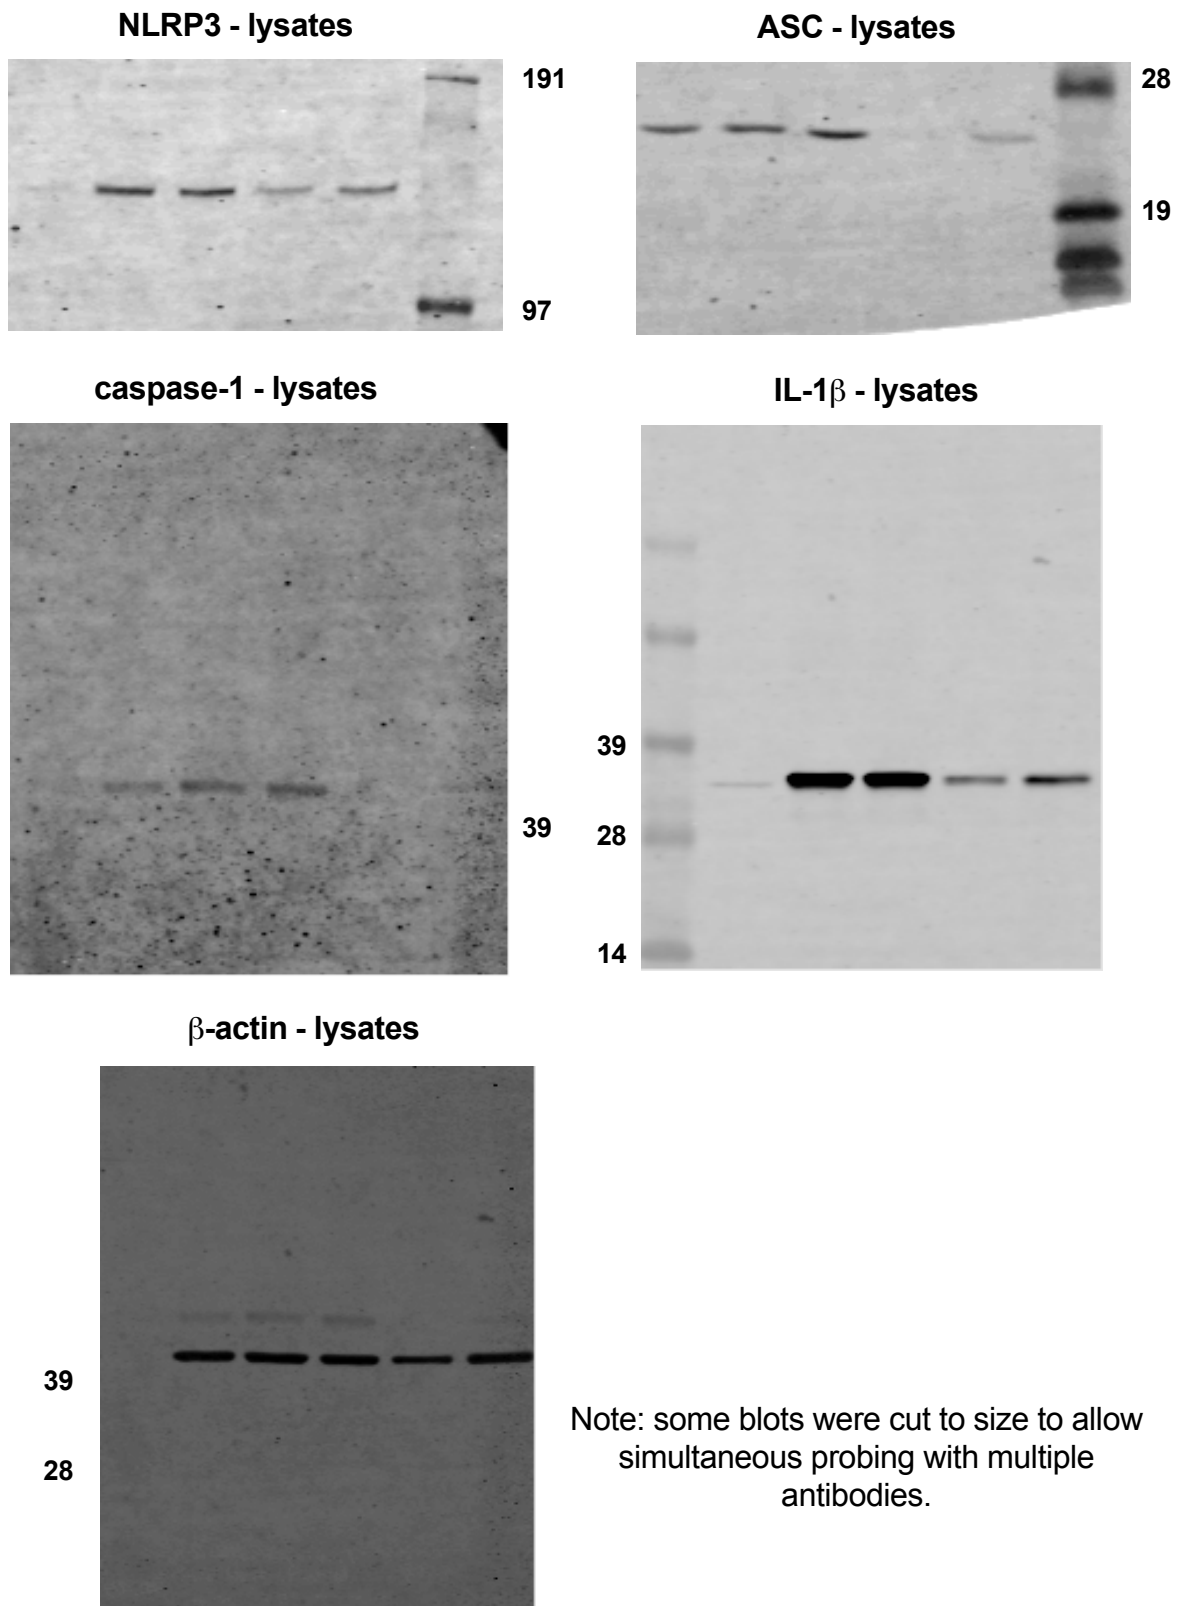 NLRP3 - lysates
ASC - lysates
191
97
28
19
caspase-1 - lysates
IL-1β - lysates
39
39
28
14
β-actin - lysates
39
28
Note: some blots were cut to size to allow
simultaneous probing with multiple
antibodies.